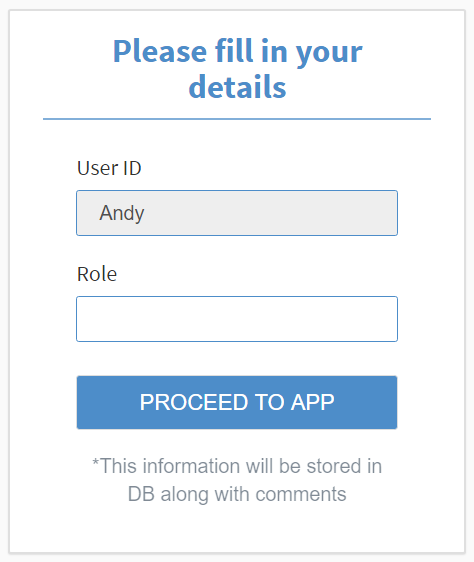 Please fill in your
details
User ID
Andy
Role
PROCEED TO APP
*This information will be stored in
DB along with comments